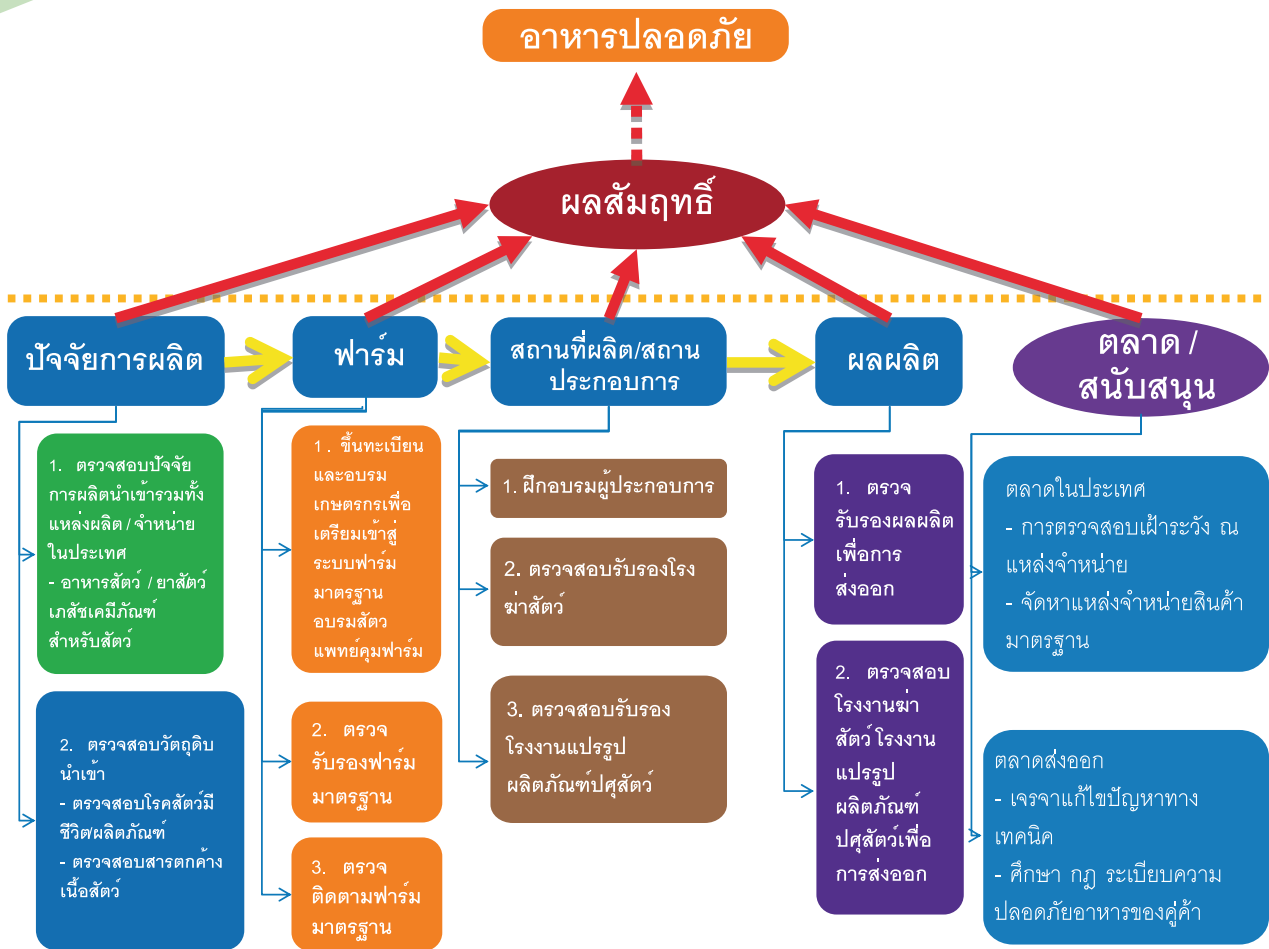 อาหารปลอดภัย
ผลสัมฤทธิ์
ปัจจัยการผลิต
ฟาร์ม
สถานที่ผลิต/สถาน
ประกอบการ
ผลผลิต
ตลาด /
สนับสนุน
1. ตรวจสอบปัจจัย
การผลิตนำเข้ารวมทั้ง
แหล่งผลิต / จำหน่าย
ในประเทศ
- อาหารสัตว์ / ยาสัตว์
เภสัชเคมีภัณฑ์
สำหรับสัตว์
2. ตรวจสอบวัตถุดิบ
นำเข้า
- ตรวจสอบโรคสัตว์มี
ชีวิต/ผลิตภัณฑ์
- ตรวจสอบสารตกค้าง
เนื้อสัตว์
1. ขึ้นทะเบียน
และอบรม
เกษตรกรเพื่อ
เตรียมเข้าสู่
ระบบฟาร์ม
มาตรฐาน
อบรมสัตว
แพทย์คุมฟาร์ม
2. ตรวจ
รับรองฟาร์ม
มาตรฐาน
3. ตรวจ
ติดตามฟาร์ม
มาตรฐาน
1. ฝึกอบรมผู้ประกอบการ
2. ตรวจสอบรับรองโรง
ฆ่าสัตว์
3. ตรวจสอบรับรอง
โรงงานแปรรูป
ผลิตภัณฑ์ปศุสัตว์
1. ตรวจ
รับรองผลผลิต
เพื่อการ
ส่งออก
2. ตรวจสอบ
โรงงานฆ่า
สัตว์ โรงงาน
แปรรูป
ผลิตภัณฑ์
ปศุสัตว์เพื่อ
การส่งออก
ตลาดในประเทศ
- การตรวจสอบเฝ้าระวัง ณ
แหล่งจำหน่าย
- จัดหาแหล่งจำหน่ายสินค้า
มาตรฐาน
ตลาดส่งออก
- เจรจาแก้ไขปัญหาทาง
เทคนิค
- ศึกษา กฎ ระเบียบความ
ปลอดภัยอาหารของคู่ค้า